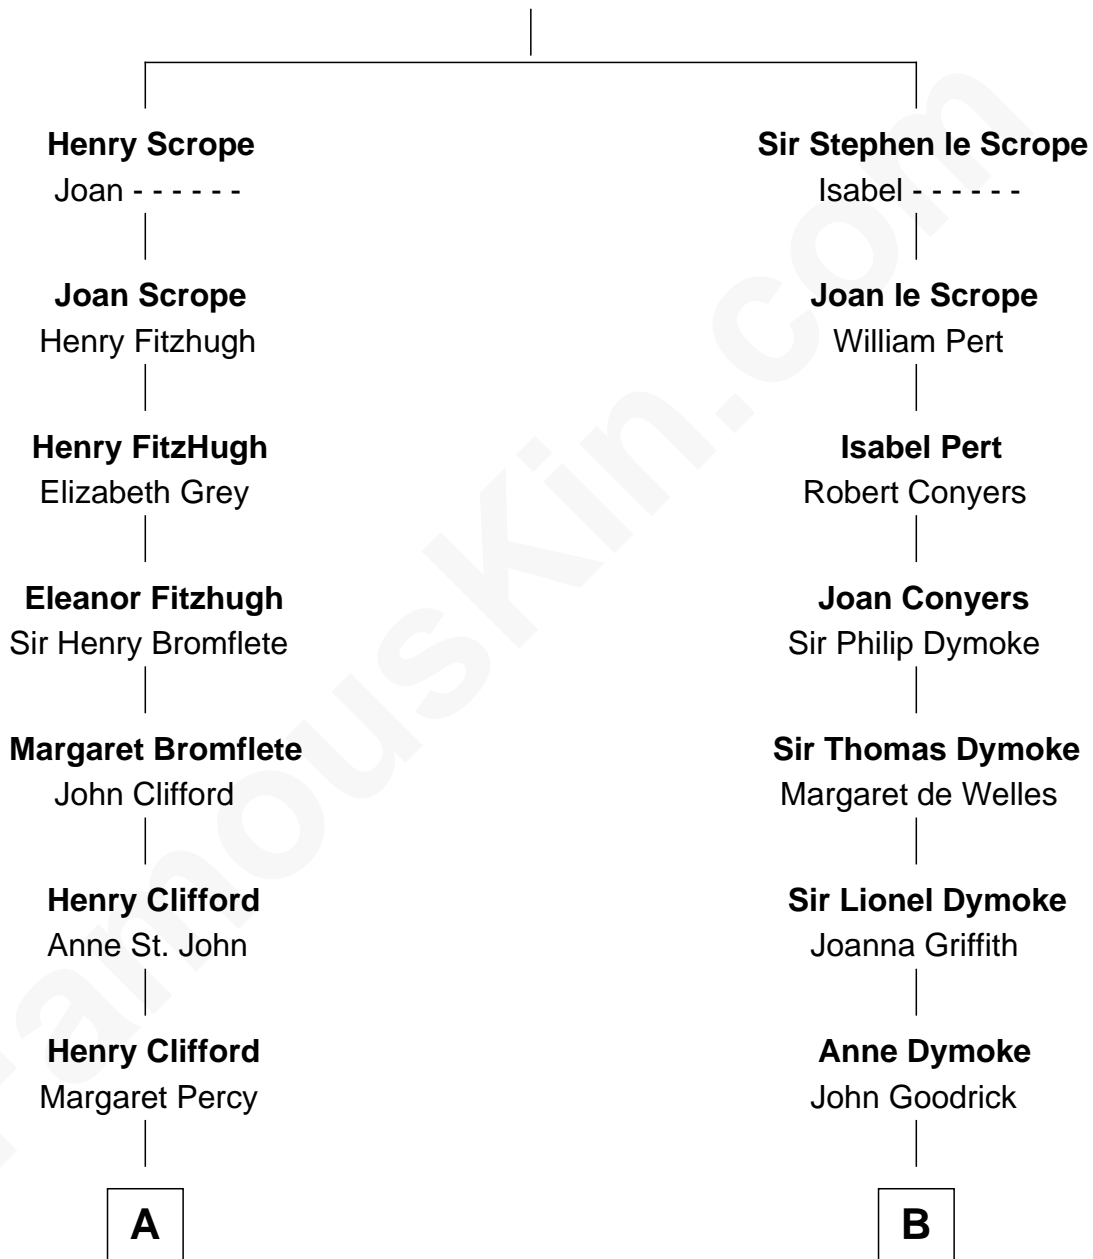 Henry Scrope
Joan - - - - - -
Joan Scrope
Henry Fitzhugh
Henry FitzHugh
Elizabeth Grey
Eleanor Fitzhugh
Sir Henry Bromflete
Margaret Bromflete
John Clifford
Henry Clifford
Anne St. John
Henry Clifford
Margaret Percy
A
Sir Stephen le Scrope
Isabel - - - - - -
Joan le Scrope
William Pert
Isabel Pert
Robert Conyers
Joan Conyers
Sir Philip Dymoke
Sir Thomas Dymoke
Margaret de Welles
Sir Lionel Dymoke
Joanna Griffith
Anne Dymoke
John Goodrick
B
FamousKin.com